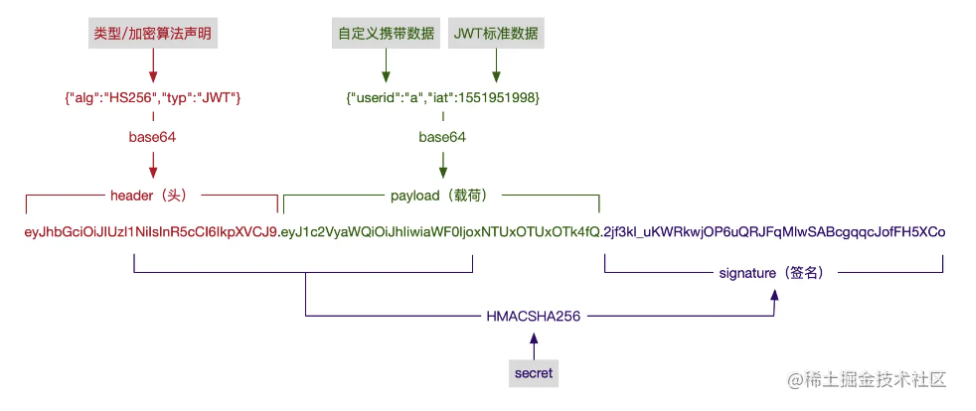 类型/加密算法声明
自定义携带数据
JWT标准数据
{"alg":"HS256","typ":"JWT"}
{"userid":"a","iat":1551951998}
base64
base64
header（头）
payload（载荷）
eyJhbGciOiJIUzI1NiIsInR5cCI6IkpXVCJ9.eyJ1c2VyaWQiOiJhIiwiaWF0IjoxNTUxOTUxOTk4fQ.2jf3kl_uKWRkwjOP6uQRJFqMlwSABcgqqcJofFH5XCo
signature（签名）
HMACSHA256
secret
@稀土掘金技术社区